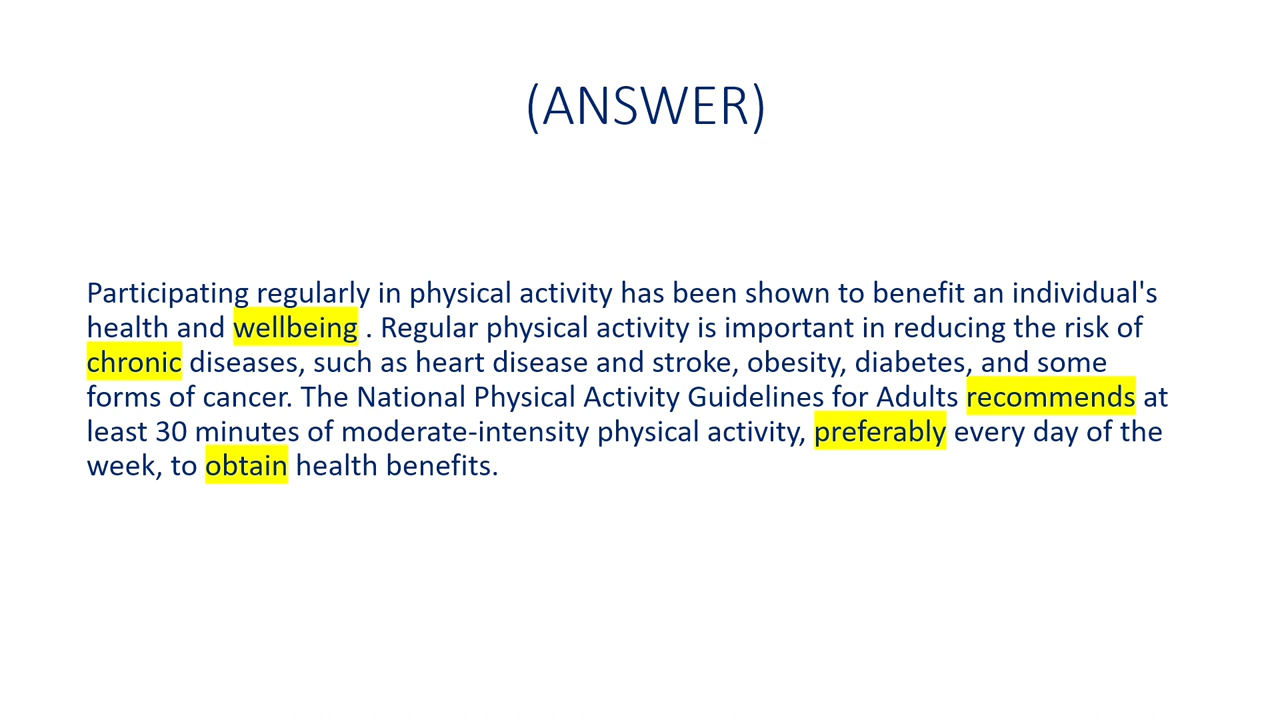 (ANSWER)
Participating regularly in physical activity has been shown to benefit an individual's
health and wellbeing . Regular physical activity is important in reducing the risk of
chronic diseases, such as heart disease and stroke, obesity, diabetes, and some
forms of cancer. The National Physical Activity Guidelines for Adults recommends at
least 30 minutes of moderate-intensity physical activity, preferably every day of the
week, to obtain health benefits.